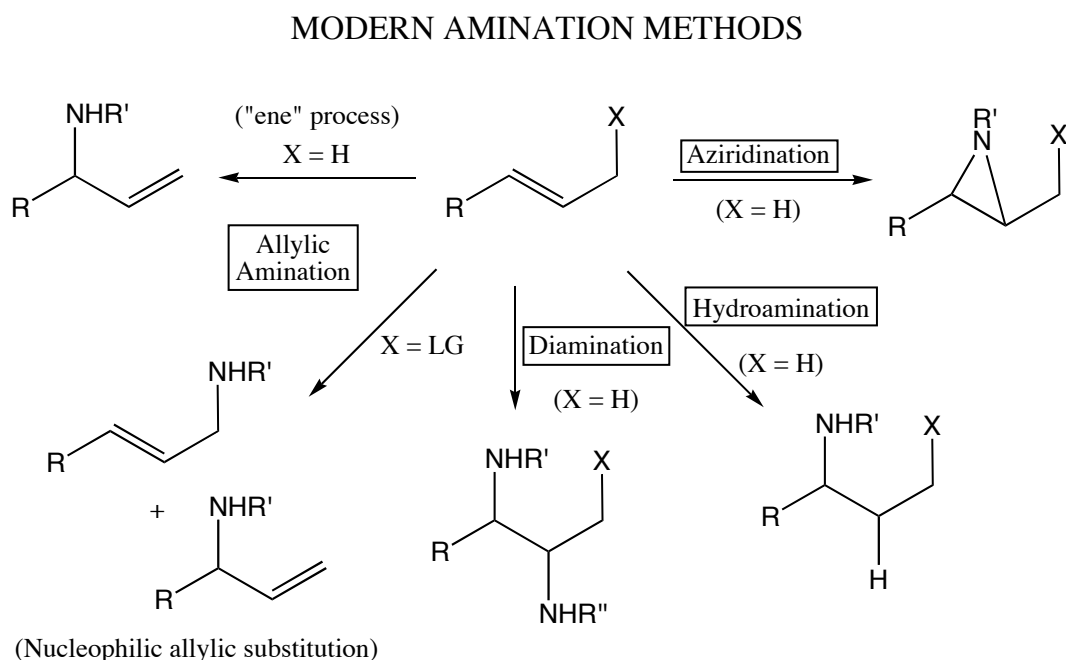 MODERN AMINATION METHODS
NHR'
("ene" process)
X = H
R
X
R
Aziridination
(X = H)
R'
N
X
R
Allylic
Amination
X = LG
Diamination
(X = H)
Hydroamination
(X = H)
NHR'
R
+
NHR'
R
(Nucleophilic allylic substitution)
NHR'
X
R
NHR"
NHR'
X
R
H